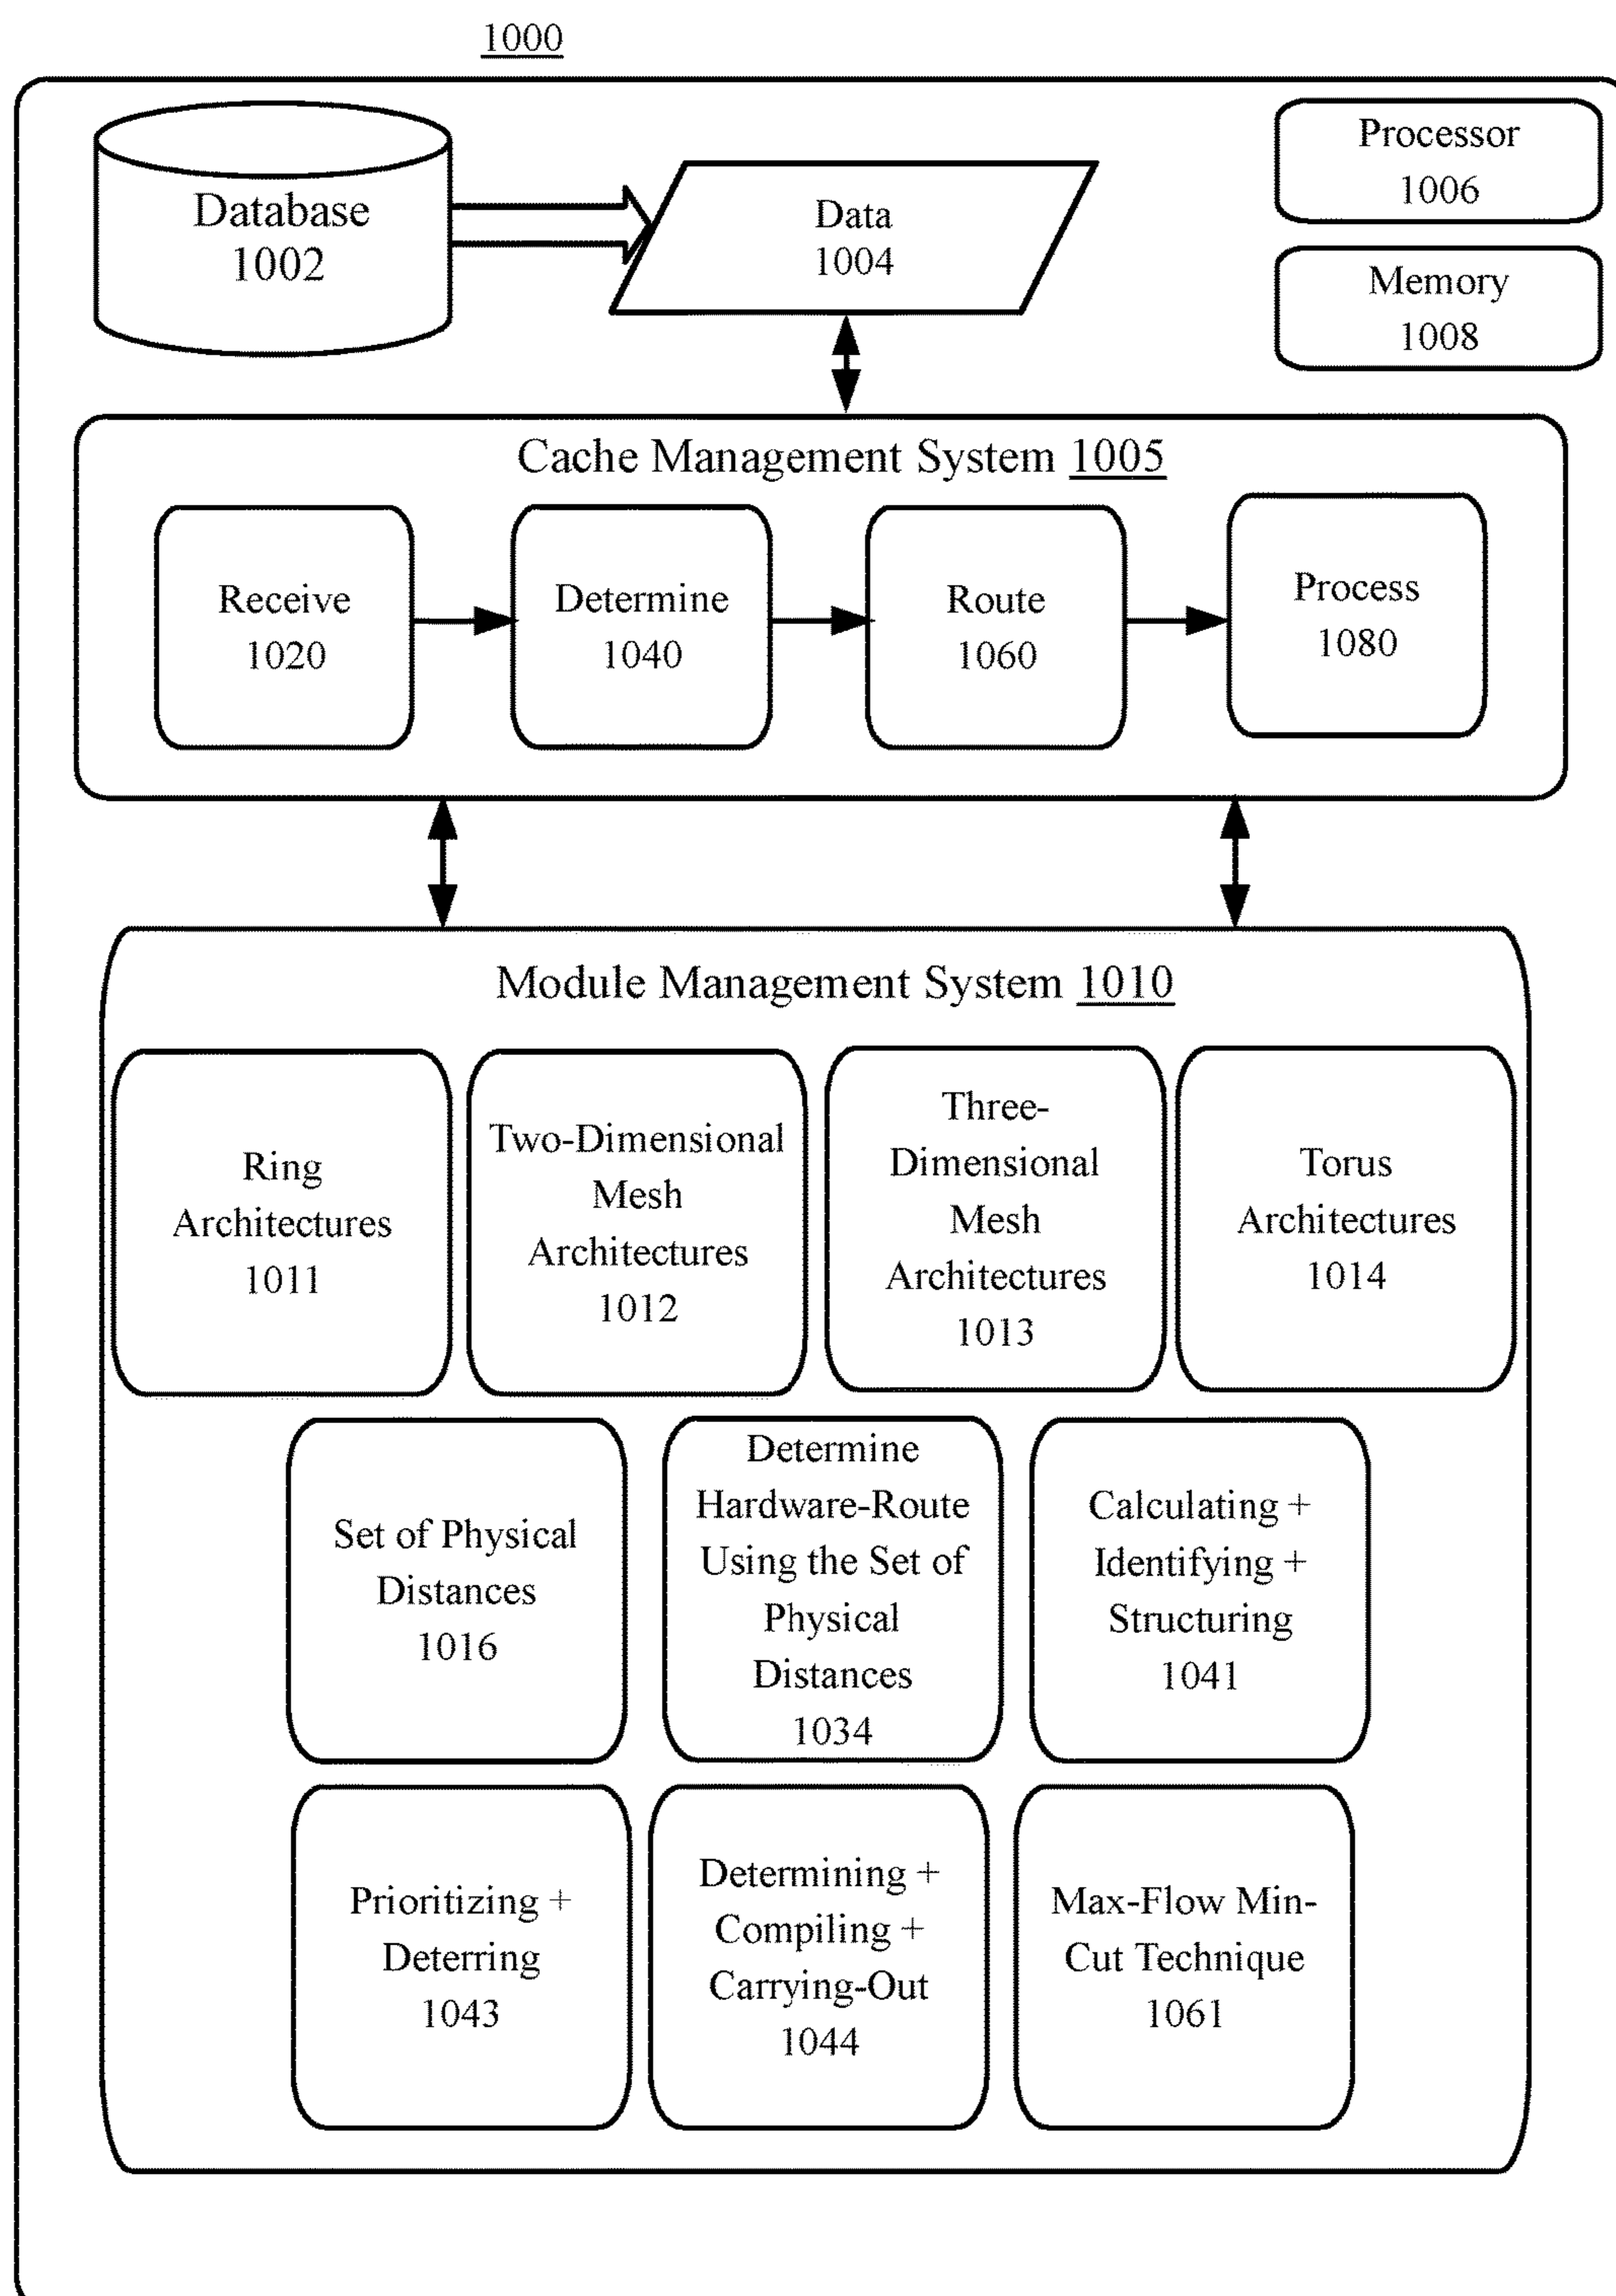 1000
Database
1002
Data
1004
Processor
1006
Memory
1008
Cache Management System 1005
Receive
1020
Determine
1040
Route
1060
Process
1080
Module Management System 1010
Ring
Architectures
1011
Two-Dimensional
Mesh
Architectures
1012
Three-
Dimensional
Mesh
Architectures
1013
Torus
Architectures
1014
Set of Physical
Distances
1016
Determine
Hardware-Route
Using the Set of
Physical
Distances
1034
Calculating +
Identifying +
Structuring
1041
Prioritizing +
Deterring
1043
Determining +
Compiling +
Carrying-Out
1044
Max-Flow Min-
Cut Technique
1061